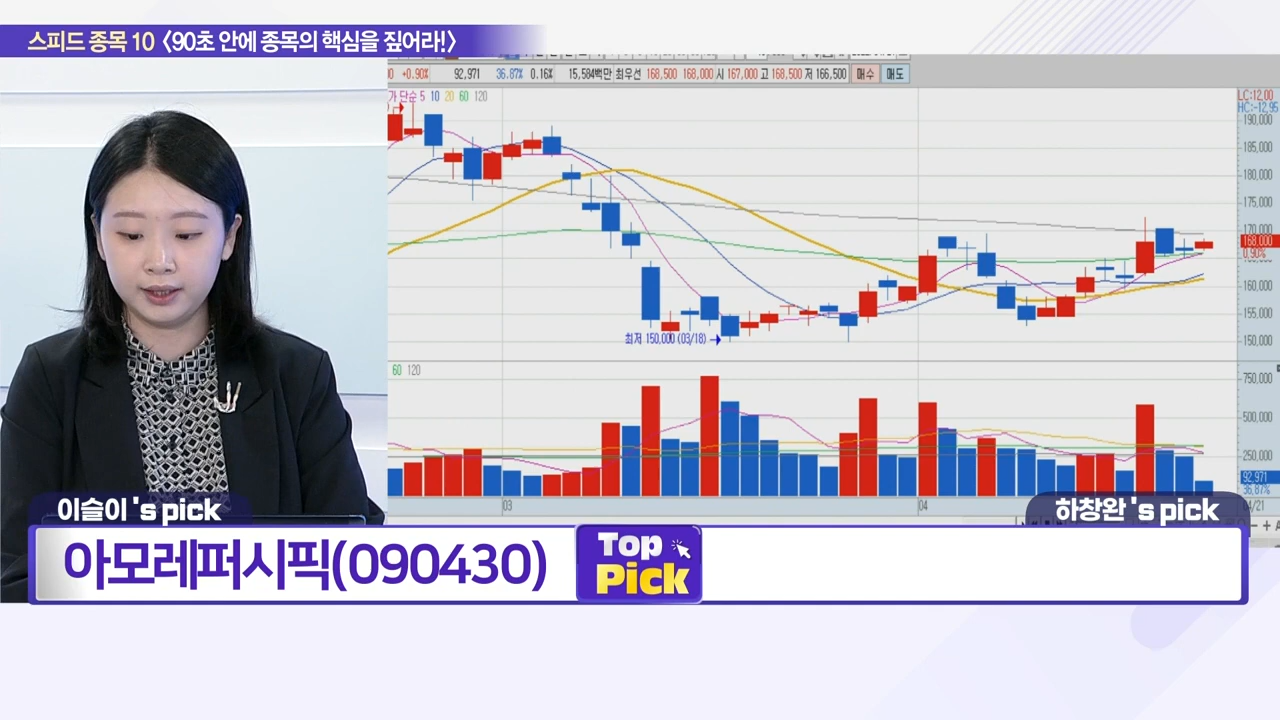 스피드 종목 10 〈90초 안에 종목의 핵심을 짚어라!〉
+0.90% 92,971 36.87% 0.16% 15,584백만 최우선 168,500 168,000 시 167,000 고 168,500 저 166,500 매수 매도
가 단순 5 10 20 60 120
LC:12.00
HC:-12.95
190,000
185,000
180,000
175,000
170,000
168,000
0.90%
160,000
155,000
최저 150,000 (03/18)
150,000
60 120
750,000
500,000
250,000
92,971
36.87%
03
04
04/21
이슬이 's pick
하창완 's pick
아모레퍼시픽(090430)
Top
Pick